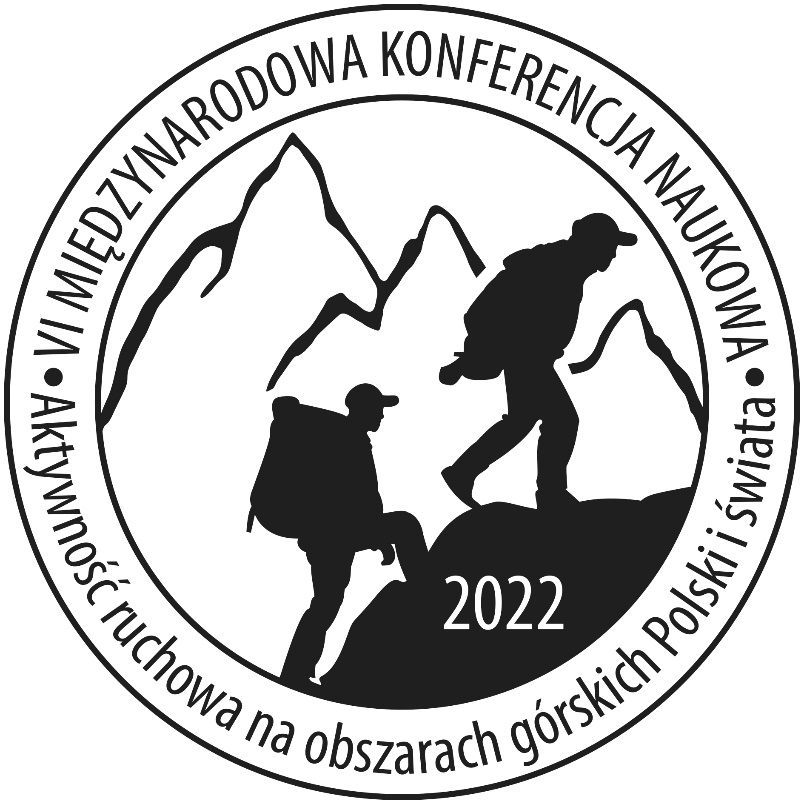 VI MIĘDZYNARODOWA KONFERENCJA NAUKOWA
• Aktywność ruchowa na obszarach górskich Polski i świata •
2022